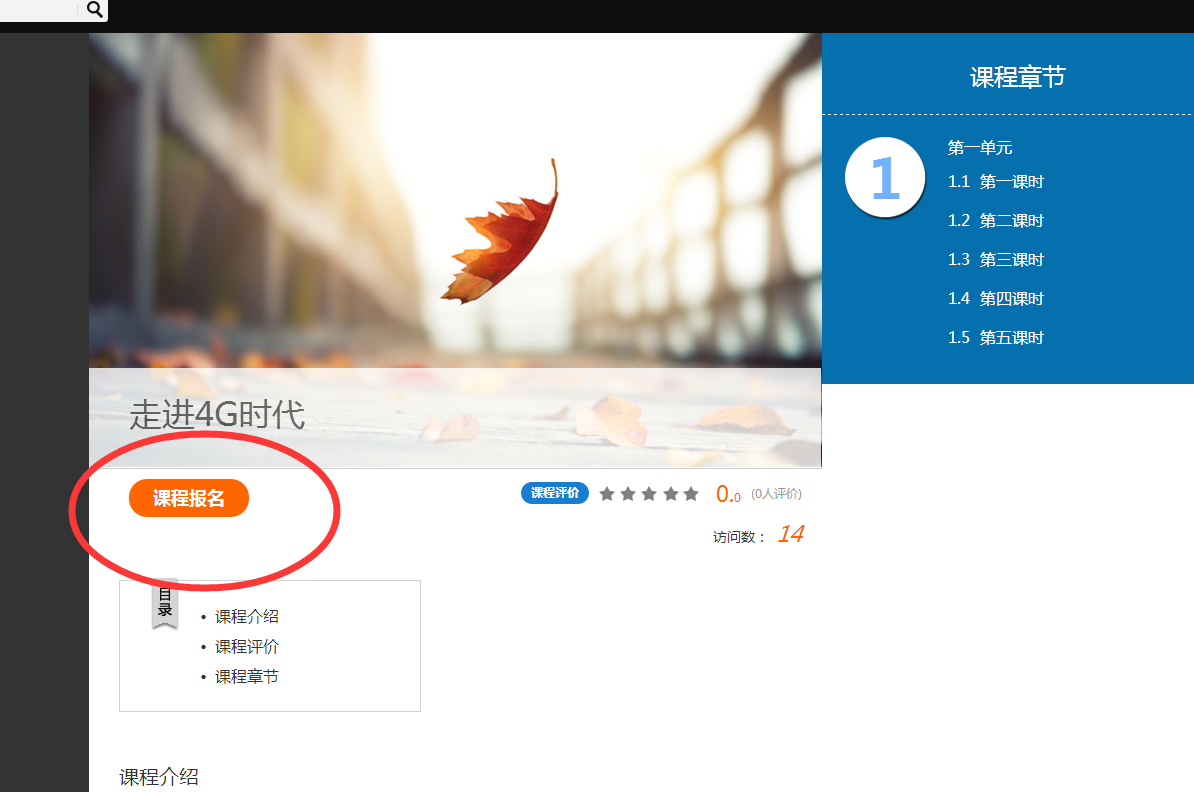 走进4G时代
课程报名
课程评价 0.0 (0人评价)
访问数： 14
目录
• 课程介绍
• 课程评价
• 课程章节
课程介绍
课程章节
1
第一单元
1.1 第一课时
1.2 第二课时
1.3 第三课时
1.4 第四课时
1.5 第五课时